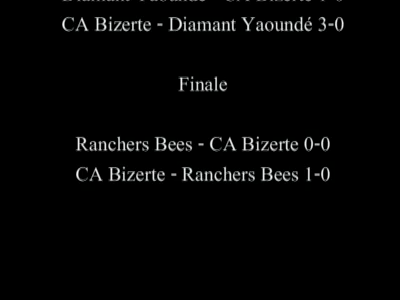 CA Bizerte - Diamant Yaoundé 3-0
Finale
Ranchers Bees - CA Bizerte 0-0
CA Bizerte - Ranchers Bees 1-0